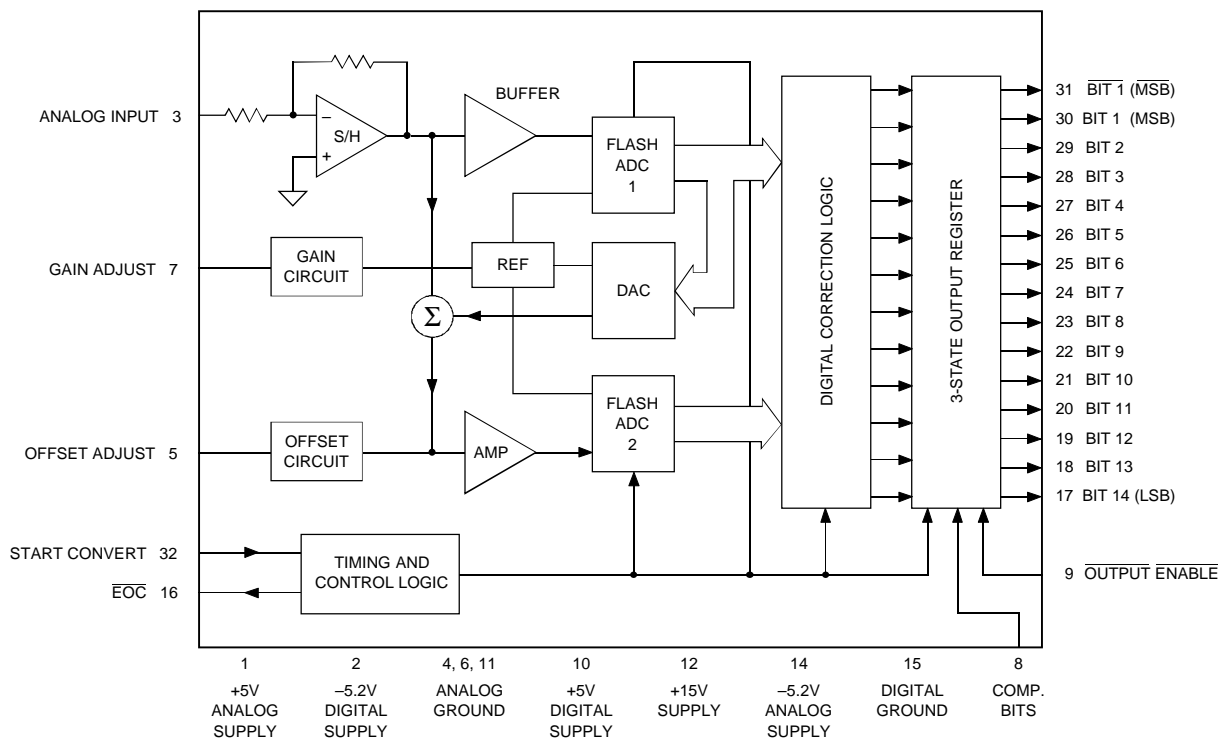 ANALOG INPUT 3
S/H
−
+
BUFFER
FLASH
ADC
1
GAIN ADJUST 7
GAIN
CIRCUIT
REF
DAC
Σ
OFFSET ADJUST 5
OFFSET
CIRCUIT
AMP
FLASH
ADC
2
START CONVERT 32
EOC 16
TIMING AND
CONTROL LOGIC
DIGITAL CORRECTION LOGIC
3-STATE OUTPUT REGISTER
31 BIT 1 (MSB)
30 BIT 1 (MSB)
29 BIT 2
28 BIT 3
27 BIT 4
26 BIT 5
25 BIT 6
24 BIT 7
23 BIT 8
22 BIT 9
21 BIT 10
20 BIT 11
19 BIT 12
18 BIT 13
17 BIT 14 (LSB)
9 OUTPUT ENABLE
1
+5V
ANALOG
SUPPLY
2
–5.2V
DIGITAL
SUPPLY
4, 6, 11
ANALOG
GROUND
10
+5V
DIGITAL
SUPPLY
12
+15V
SUPPLY
14
–5.2V
ANALOG
SUPPLY
15
DIGITAL
GROUND
8
COMP.
BITS